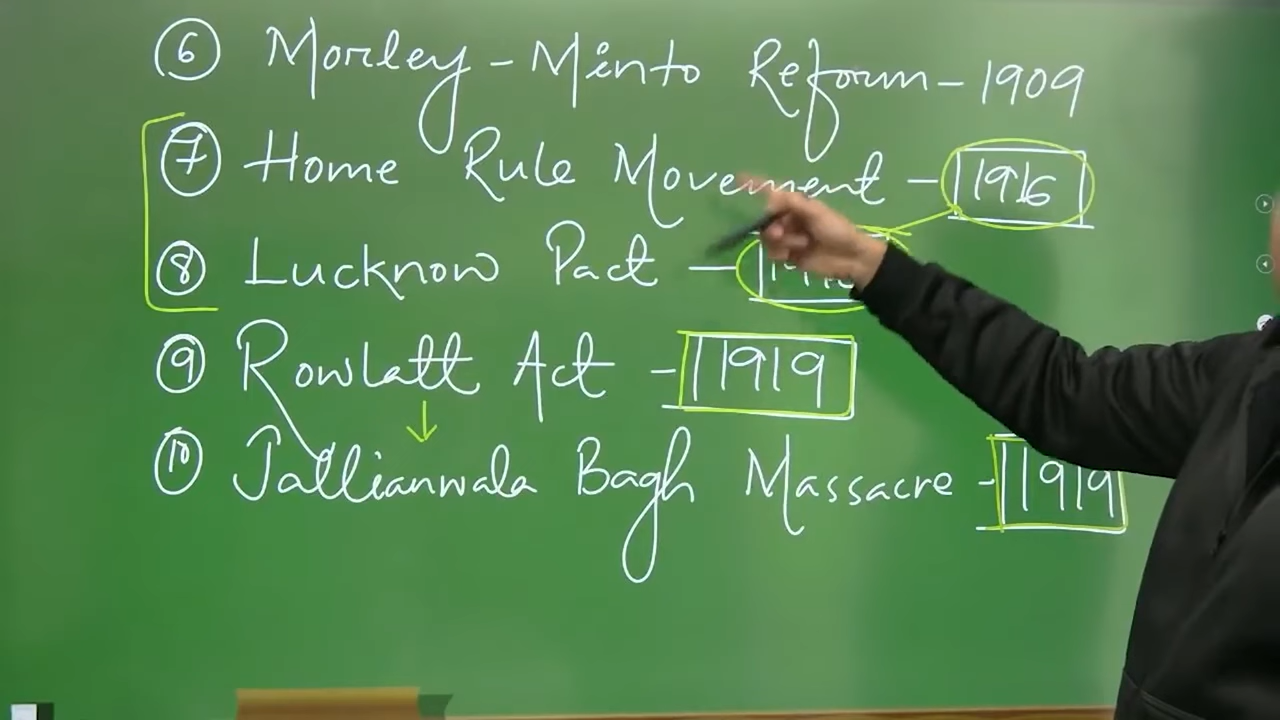 6 Morley - Minto Reform - 1909
7 Home Rule Movement - 1916
8 Lucknow Pact -
9 Rowlatt Act - 1919
10 Jallianwala Bagh Massacre - 1919